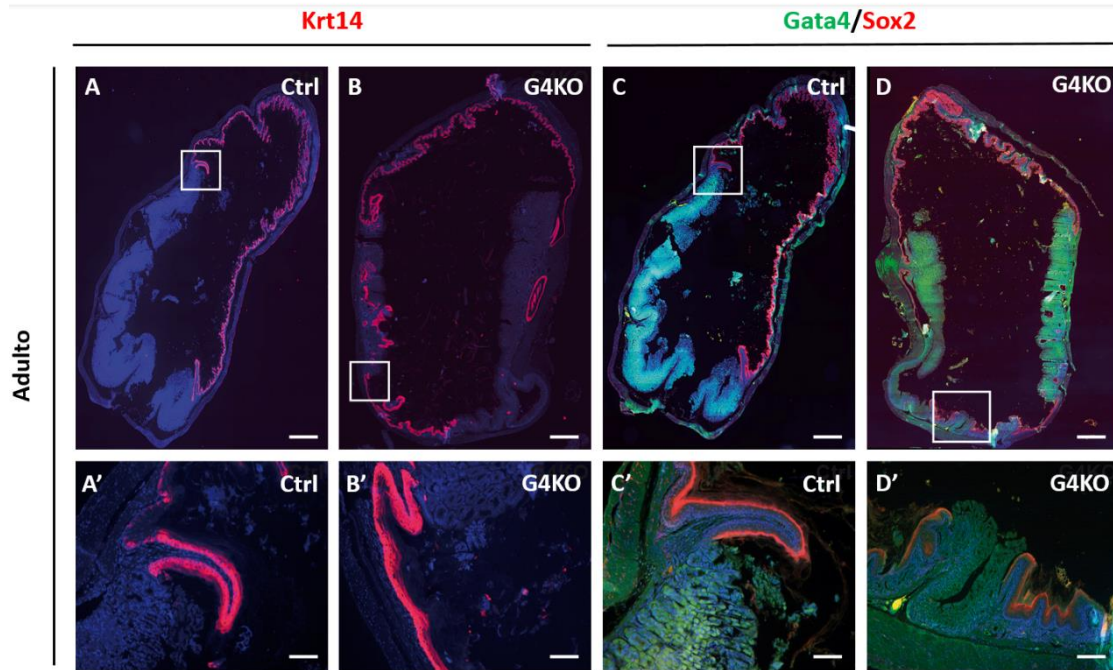 Krt14
Gata4/Sox2
Adulto
A
Ctrl
B
G4KO
C
Ctrl
D
G4KO
A'
Ctrl
B'
G4KO
C'
Ctrl
D'
G4KO